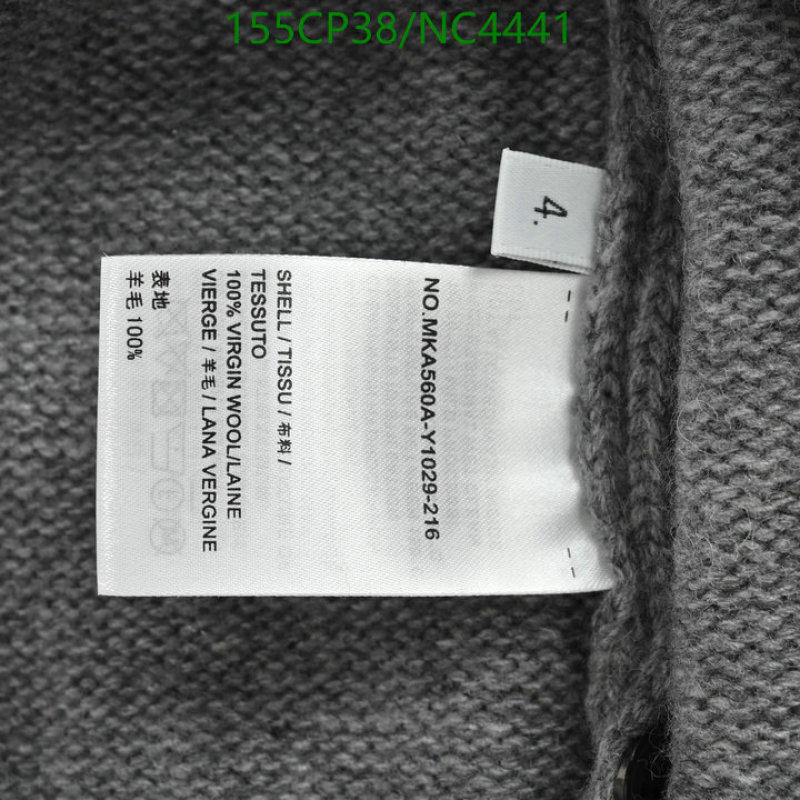 155CP38/NC4441
4.
NO.MKA560A-Y1029-216
SHELL / TISSU / 布料 /
TESSUTO
100% VIRGIN WOOL/LAINE
VIERGE / 羊毛 / LANA VERGINE
表地
羊毛 100%